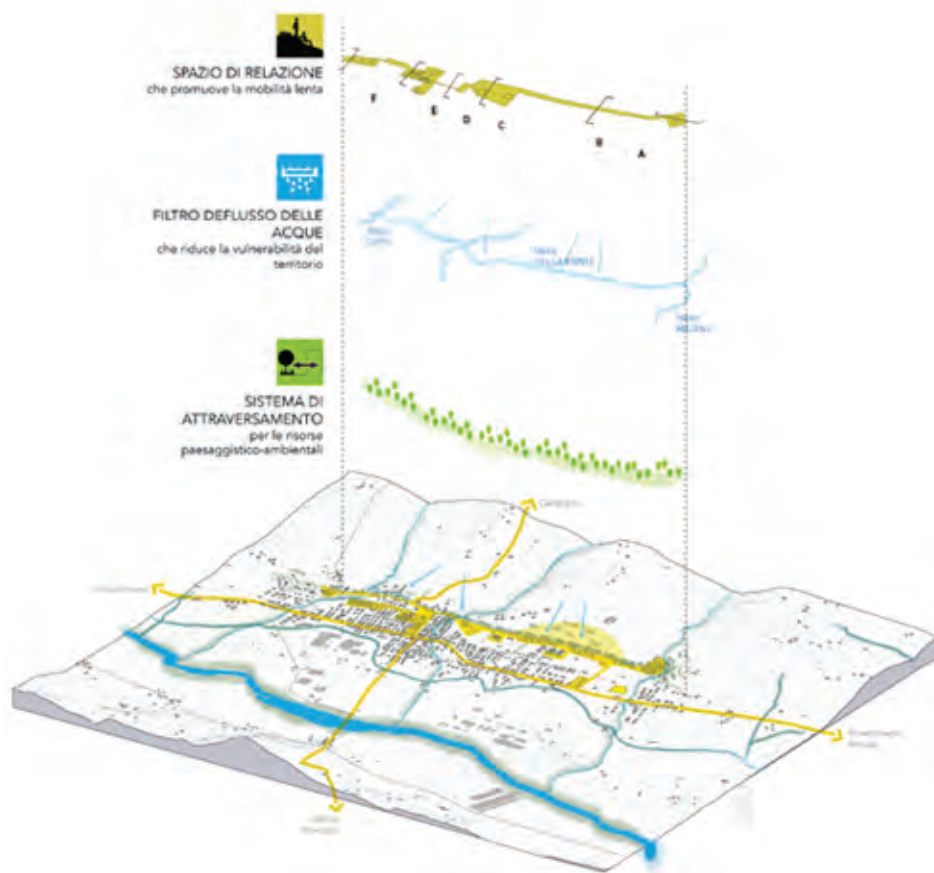 SPAZIO DI RELAZIONE
che promuove la mobilità lenta
F
E
D
C
B
A
FILTRO DEFLUSSO DELLE
ACQUE
che riduce la vulnerabilità del
territorio
SISTEMA DI
ATTRAVERSAMENTO
per le risorse
paesaggistico-ambientali